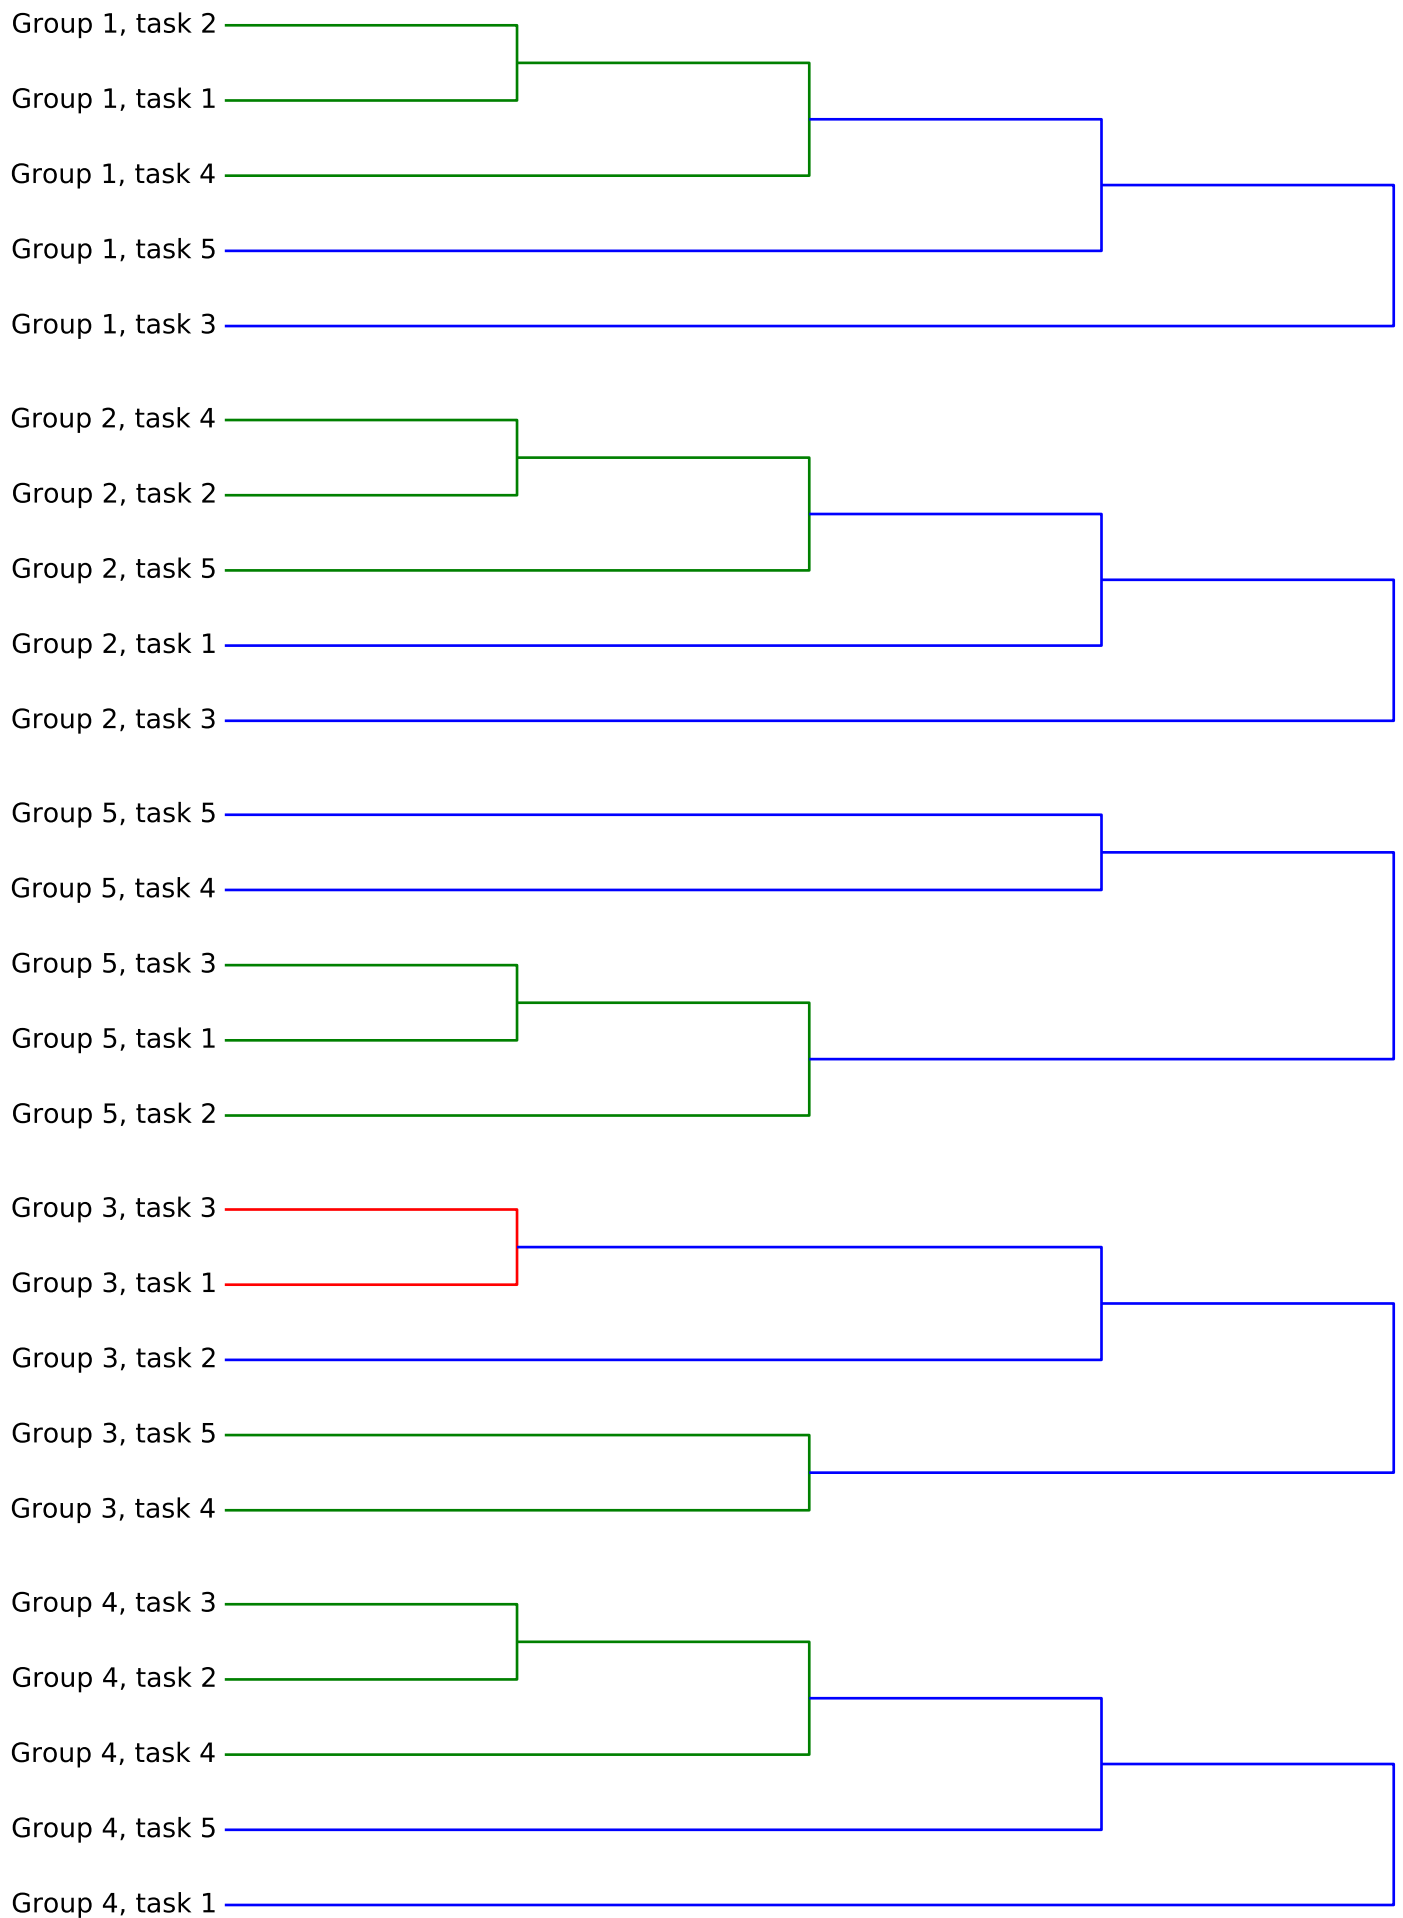 Group 1, task 2
Group 1, task 1
Group 1, task 4
Group 1, task 5
Group 1, task 3
Group 2, task 4
Group 2, task 2
Group 2, task 5
Group 2, task 1
Group 2, task 3
Group 5, task 5
Group 5, task 4
Group 5, task 3
Group 5, task 1
Group 5, task 2
Group 3, task 3
Group 3, task 1
Group 3, task 2
Group 3, task 5
Group 3, task 4
Group 4, task 3
Group 4, task 2
Group 4, task 4
Group 4, task 5
Group 4, task 1